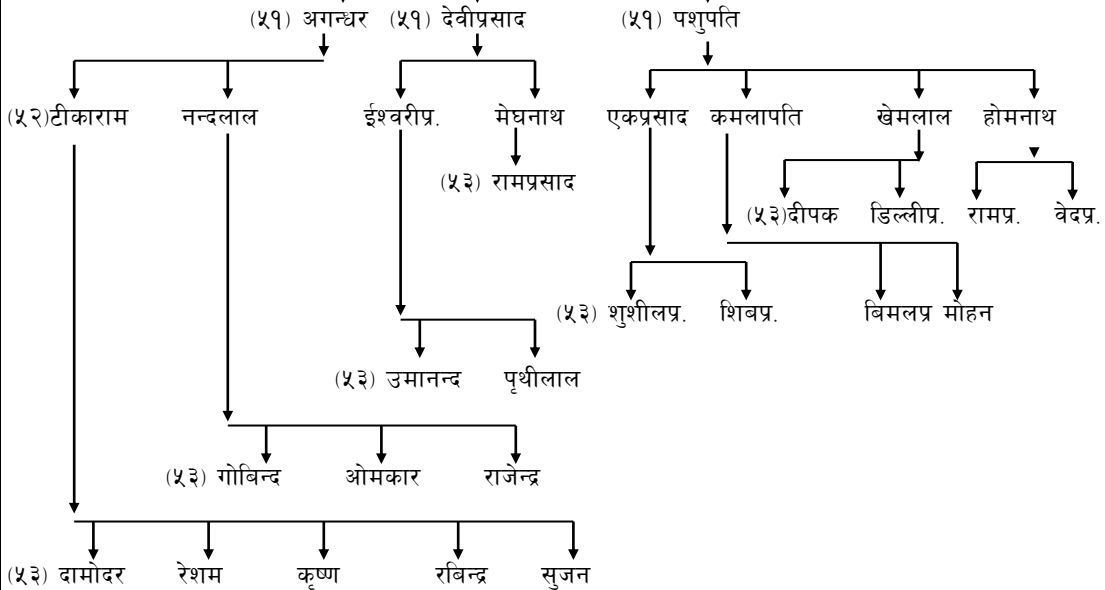 (५१) अगन्धर (५१) देवीप्रसाद (५१) पशुपति
(५२)टीकाराम नन्दलाल ईश्वरीप्र. मेघनाथ एकप्रसाद कमलापति खेमलाल होमनाथ
(५३) रामप्रसाद
(५३)दीपक डिल्लीप्र. रामप्र. वेदप्र.
(५३) शुशीलप्र. शिबप्र. बिमलप्र मोहन
(५३) उमानन्द पृथीलाल
(५३) गोबिन्द ओमकार राजेन्द्र
(५३) दामोदर रेशम कृष्ण रबिन्द्र सुजन